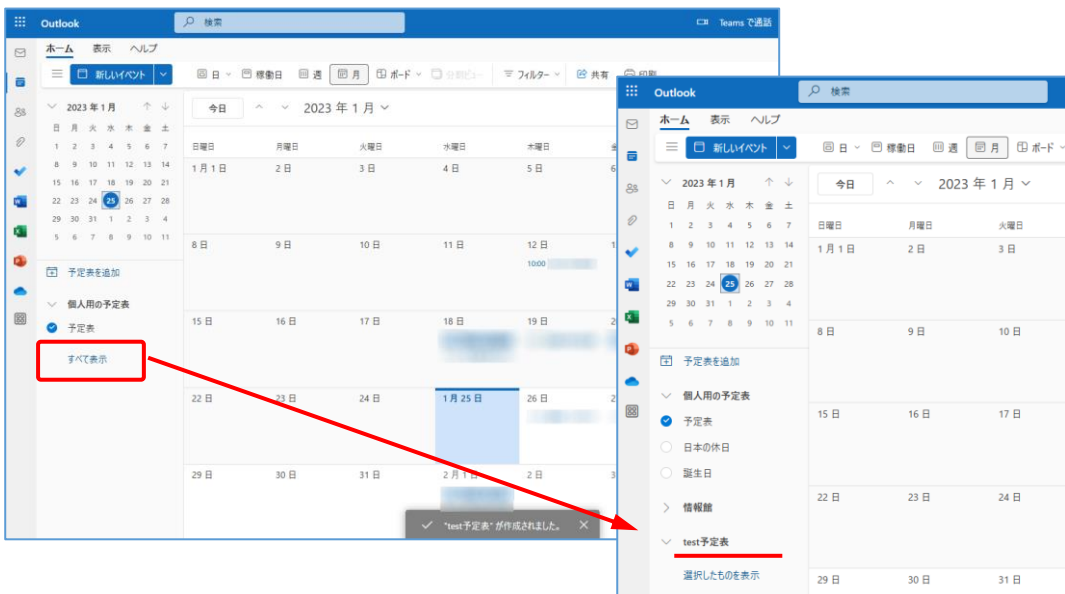 Outlook
検索
Teams で通話
ホーム 表示 ヘルプ
新しいイベント 日 稼働日 週 月 ボード 分割ビュー フィルター 共有 印刷
2023 年 1 月
日 月 火 水 木 金 土
1 2 3 4 5 6 7
8 9 10 11 12 13 14
15 16 17 18 19 20 21
22 23 24 25 26 27 28
29 30 31 1 2 3 4
5 6 7 8 9 10 11
予定表を追加
個人用の予定表
予定表
すべて表示
今日 2023 年 1 月
日曜日 月曜日 火曜日 水曜日 木曜日
1 月 1 日 2 日 3 日 4 日 5 日
8 日 9 日 10 日 11 日 12 日
10:00
15 日 16 日 17 日 18 日 19 日
22 日 23 日 24 日 1 月 25 日 26 日
29 日 30 日 31 日 2 月 1 日 2 日
"test予定表" が作成されました。
Outlook
検索
ホーム 表示 ヘルプ
新しいイベント 日 稼働日 週 月 ボード
2023 年 1 月
日 月 火 水 木 金 土
1 2 3 4 5 6 7
8 9 10 11 12 13 14
15 16 17 18 19 20 21
22 23 24 25 26 27 28
29 30 31 1 2 3 4
5 6 7 8 9 10 11
予定表を追加
個人用の予定表
予定表
日本の休日
誕生日
情報館
test予定表
選択したものを表示
今日 2023 年 1 月
日曜日 月曜日 火曜日
1 月 1 日 2 日 3 日
8 日 9 日 10 日
15 日 16 日 17 日
22 日 23 日 24 日
29 日 30 日 31 日